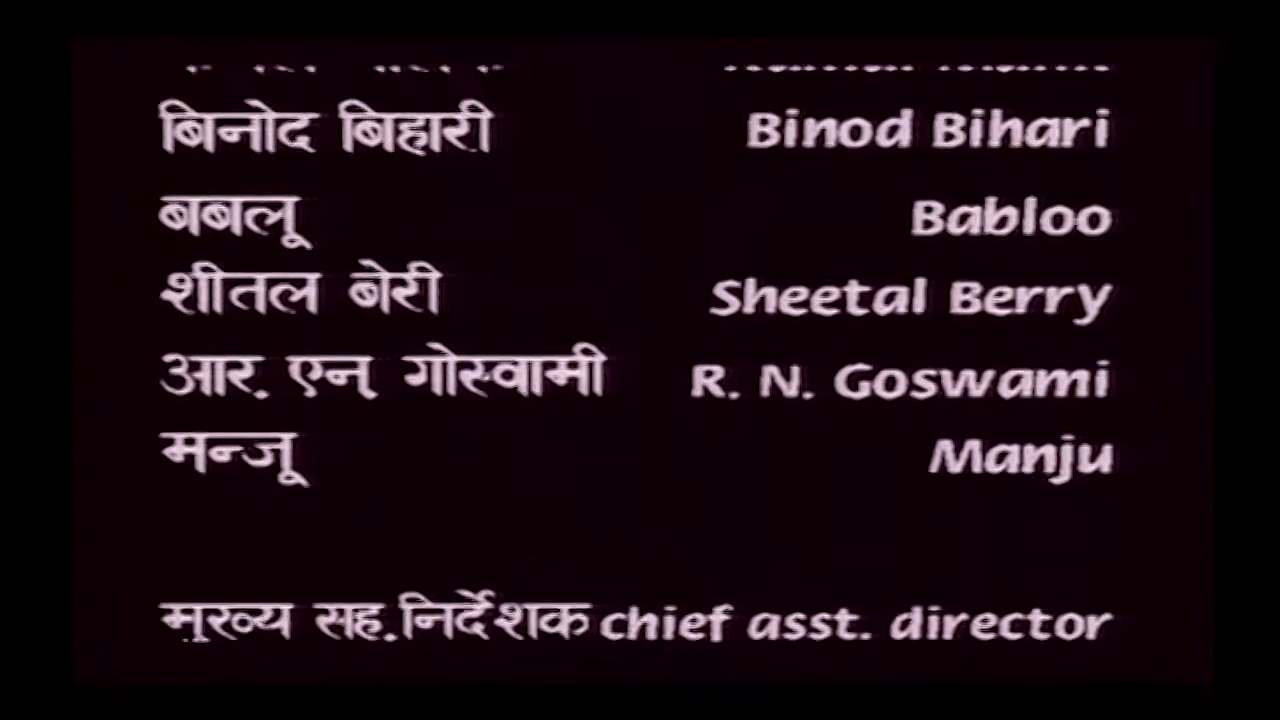 बिनोद बिहारी Binod Bihari
बबलू Babloo
शीतल बेरी Sheetal Berry
आर. एन. गोस्वामी R. N. Goswami
मन्जू Manju
मुख्य सह.निर्देशक chief asst. director